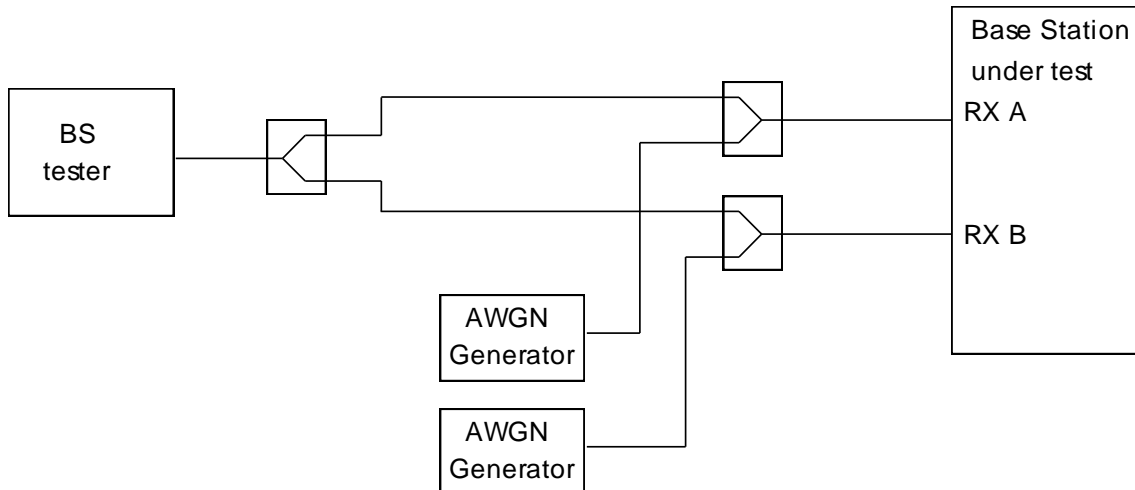 Base Station
under test
BS
tester
RX A
RX B
AWGN
Generator
AWGN
Generator